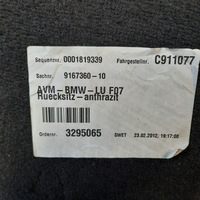 Sequenznr. 0001819339 Fahrgestellnr. C911077
Sachnr. 9167360-10
AVM-BMW-LU F07
Ruecksitz-anthrazit
Ordernr. 3295065 SWET 23.02.2012, 16:17:08